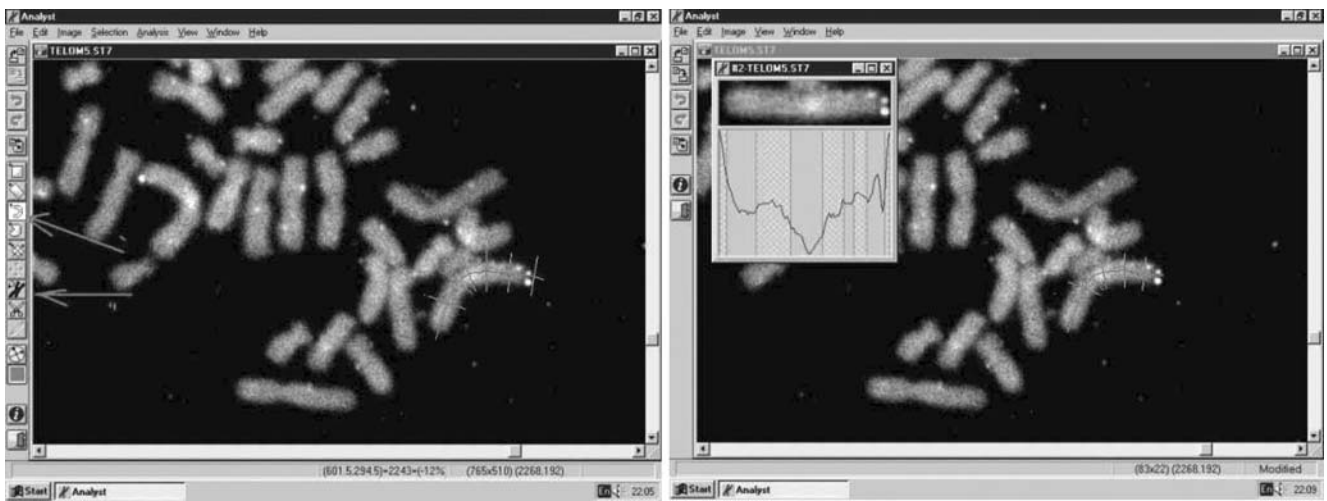 Analyst
File Edit Image Selection Analysis View Window Help
TELOM5.ST7
(601.5,294.5)=2243+(-12% (765x510) (2268,192)
Start Analyst En 22:05
Analyst
File Edit Image View Window Help
TELOM5.ST7
#2-TELOM5.ST7
(83x22) (2268,192) Modified
Start Analyst En 22:09